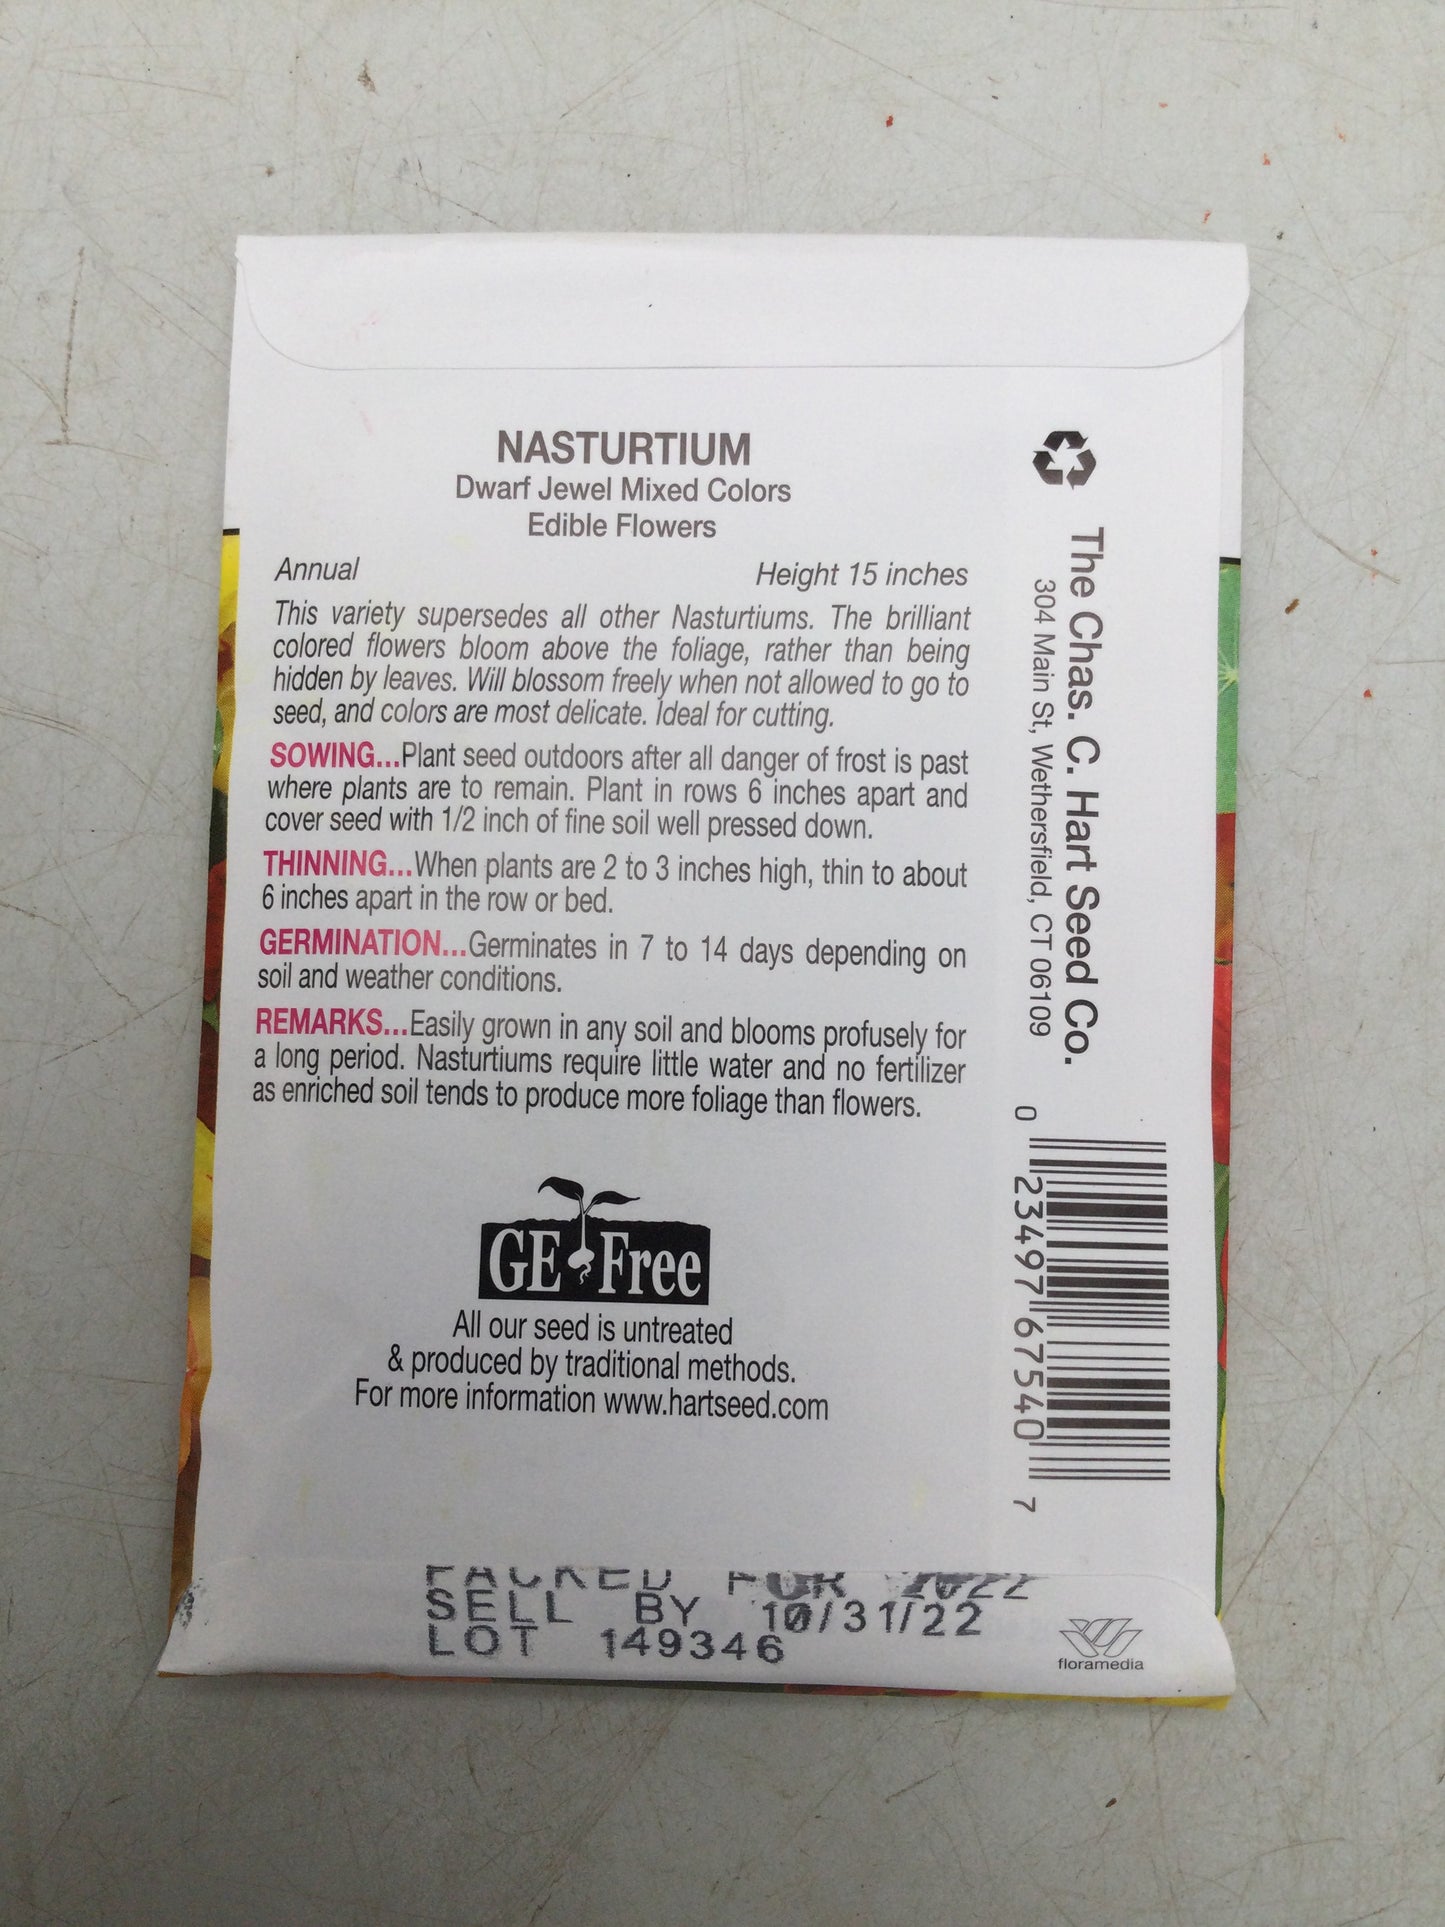 NASTURTIUM
Dwarf Jewel Mixed Colors
Edible Flowers
Annual Height 15 inches
This variety supersedes all other Nasturtiums. The brilliant
colored flowers bloom above the foliage, rather than being
hidden by leaves. Will blossom freely when not allowed to go to
seed, and colors are most delicate. Ideal for cutting.
SOWING...Plant seed outdoors after all danger of frost is past
where plants are to remain. Plant in rows 6 inches apart and
cover seed with 1/2 inch of fine soil well pressed down.
THINNING...When plants are 2 to 3 inches high, thin to about
6 inches apart in the row or bed.
GERMINATION...Germinates in 7 to 14 days depending on
soil and weather conditions.
REMARKS...Easily grown in any soil and blooms profusely for
a long period. Nasturtiums require little water and no fertilizer
as enriched soil tends to produce more foliage than flowers.
GE Free
All our seed is untreated
& produced by traditional methods.
For more information www.hartseed.com
The Chas. C. Hart Seed Co.
304 Main St, Wethersfield, CT 06109
0 23497 67540 7
PACKED FOR 2022
SELL BY 10/31/22
LOT 149346
floramedia